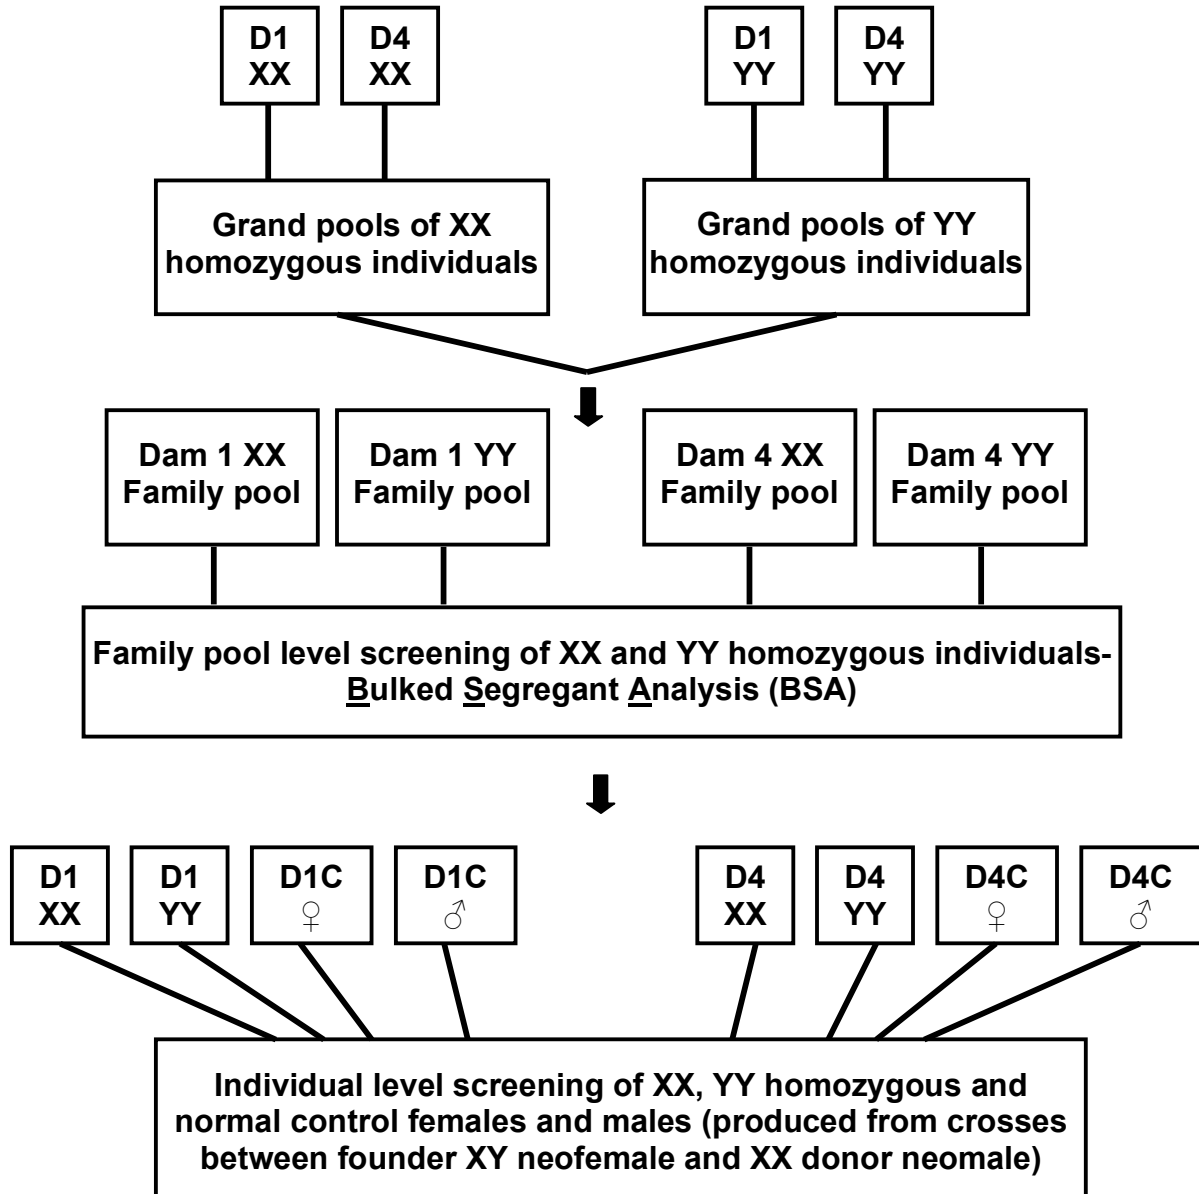 D1
XX
D4
XX
D1
YY
D4
YY
Grand pools of XX
homozygous individuals
Grand pools of YY
homozygous individuals
Dam 1 XX
Family pool
Dam 1 YY
Family pool
Dam 4 XX
Family pool
Dam 4 YY
Family pool
Family pool level screening of XX and YY homozygous individuals-
Bulked Segregant Analysis (BSA)
D1
XX
D1
YY
D1C
♀
D1C
♂
D4
XX
D4
YY
D4C
♀
D4C
♂
Individual level screening of XX, YY homozygous and
normal control females and males (produced from crosses
between founder XY neofemale and XX donor neomale)